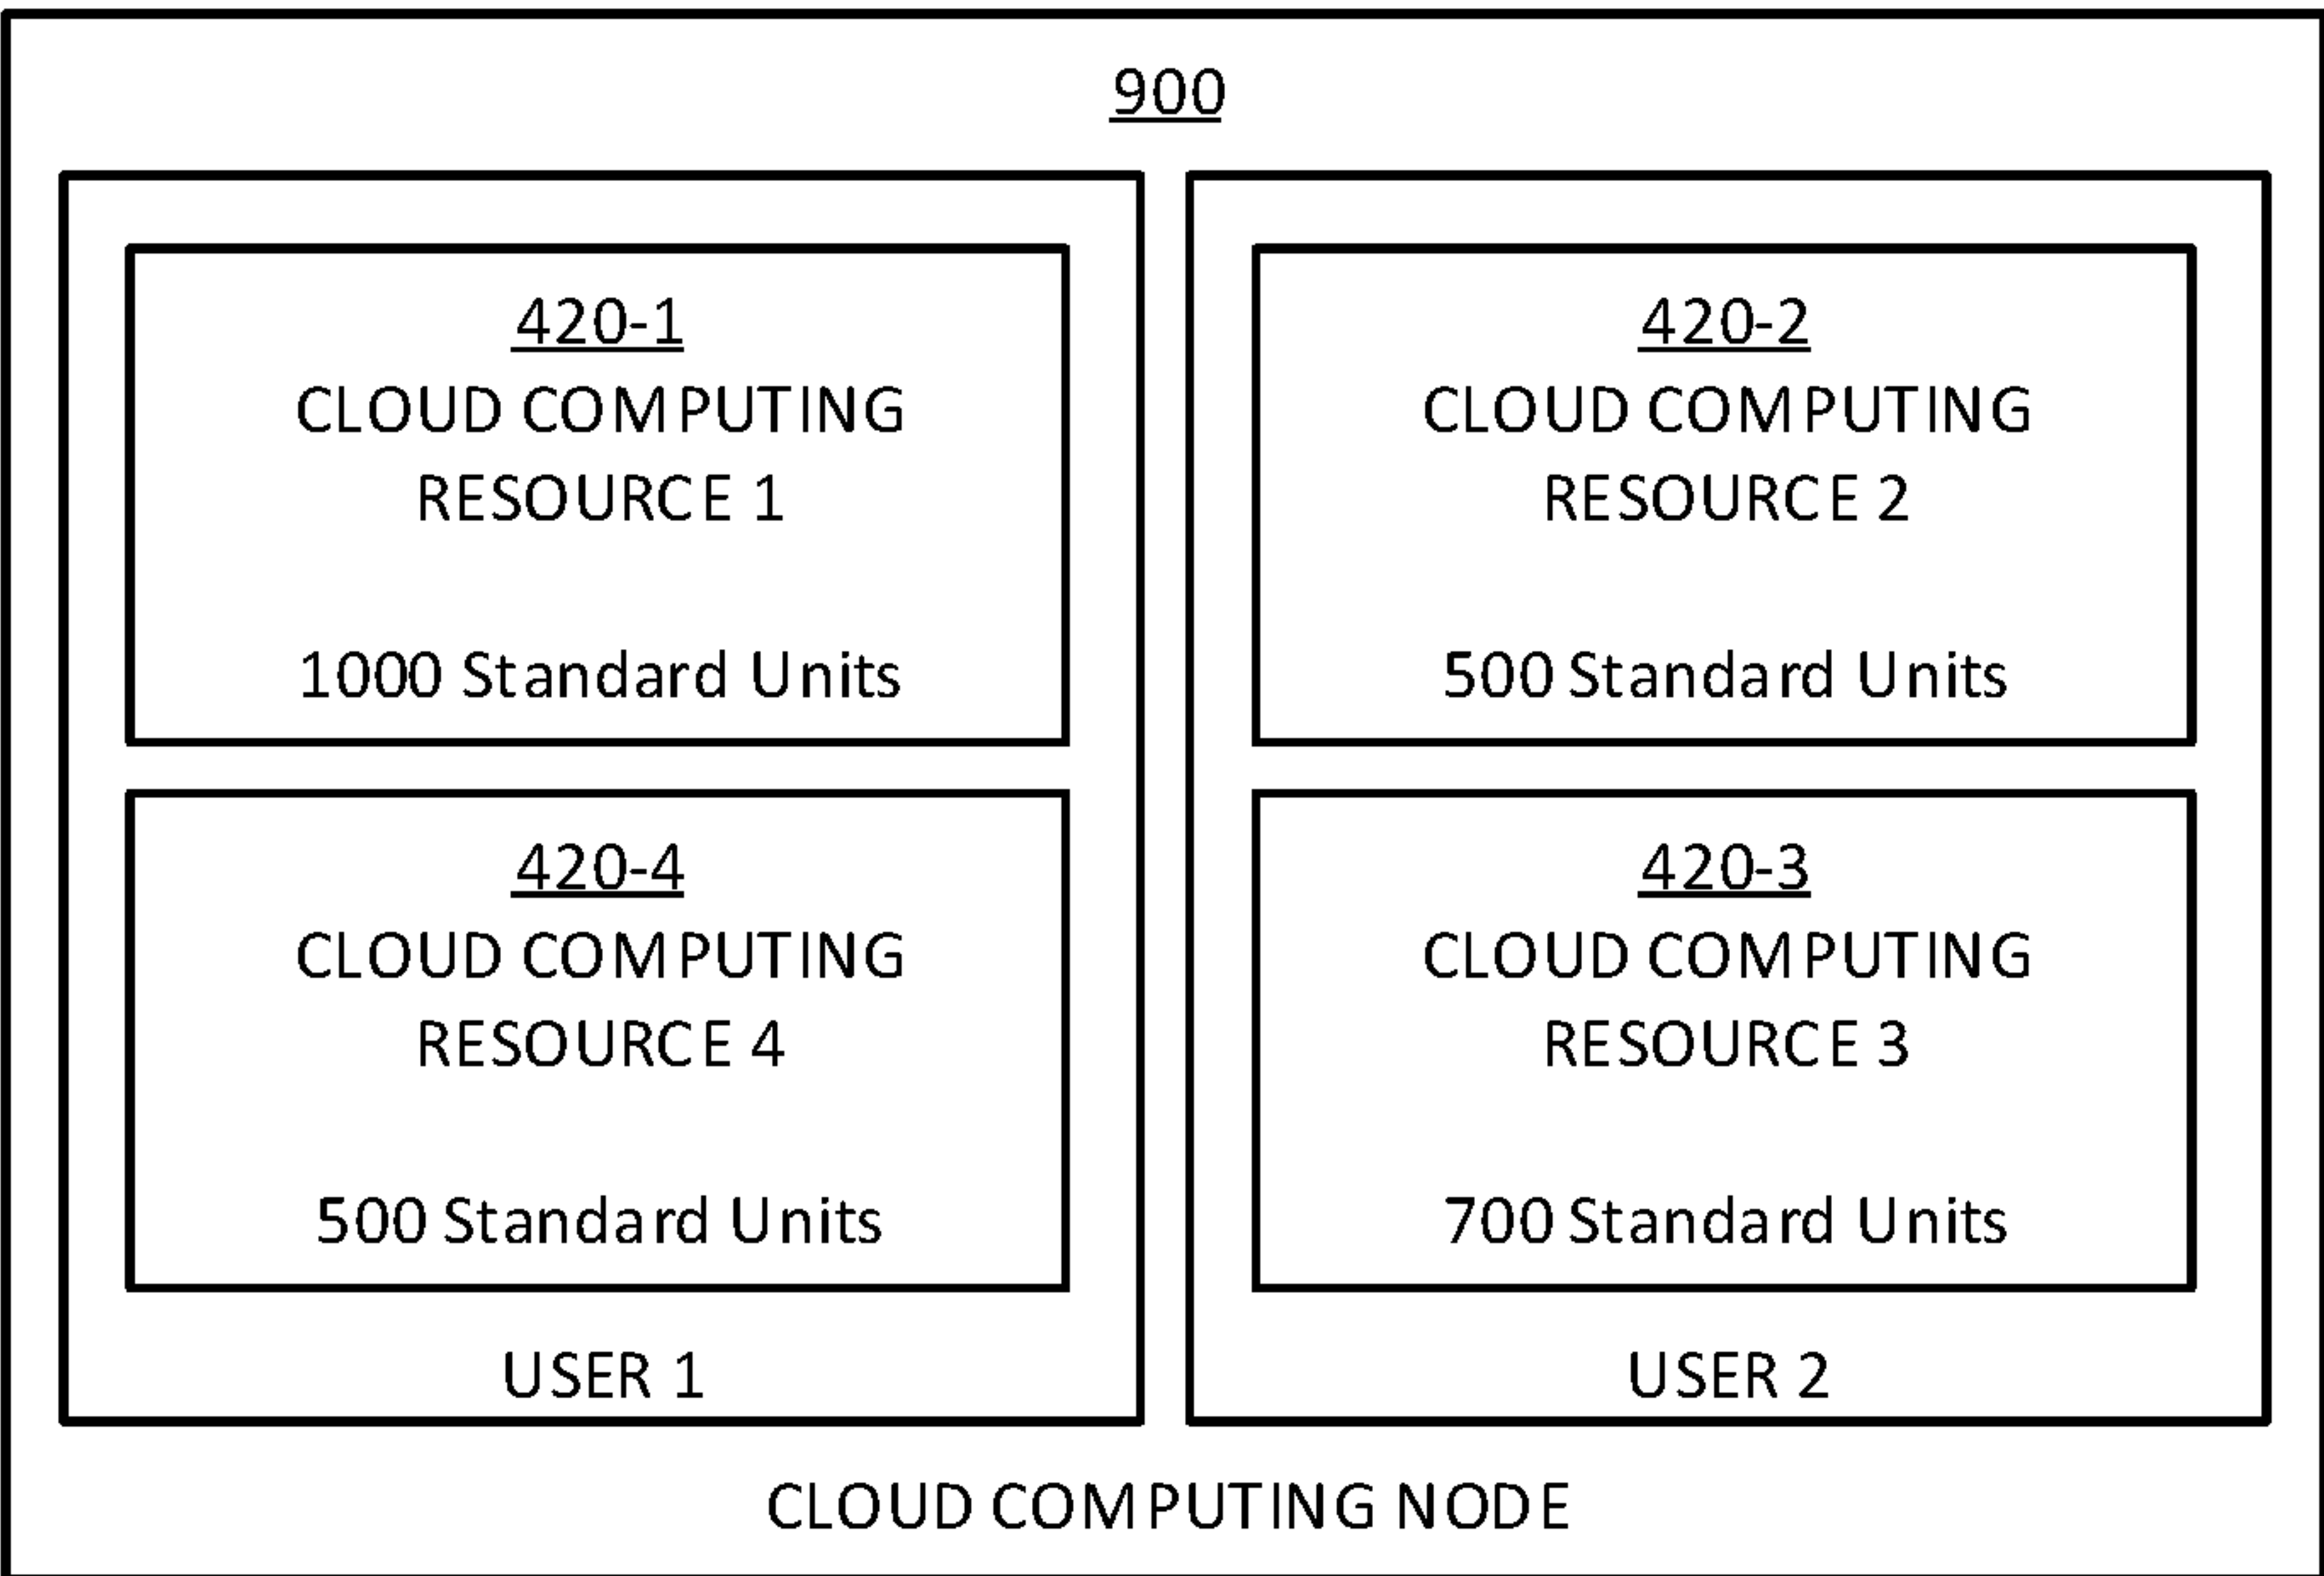 900
420-1
CLOUD COMPUTING
RESOURCE 1
1000 Standard Units
420-4
CLOUD COMPUTING
RESOURCE 4
500 Standard Units
USER 1
420-2
CLOUD COMPUTING
RESOURCE 2
500 Standard Units
420-3
CLOUD COMPUTING
RESOURCE 3
700 Standard Units
USER 2
CLOUD COMPUTING NODE